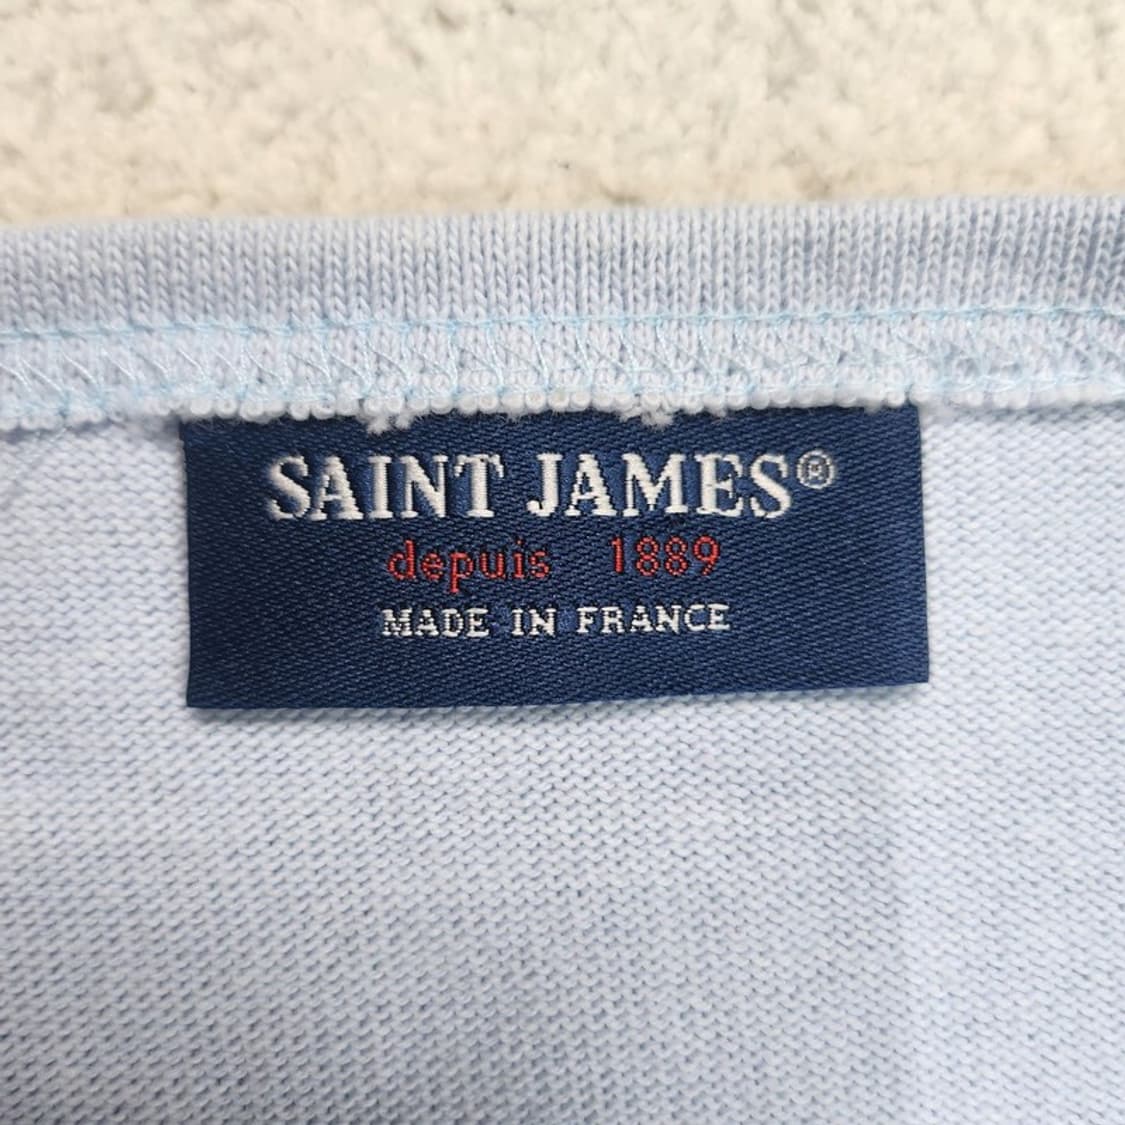 SAINT JAMES®
depuis 1889
MADE IN FRANCE